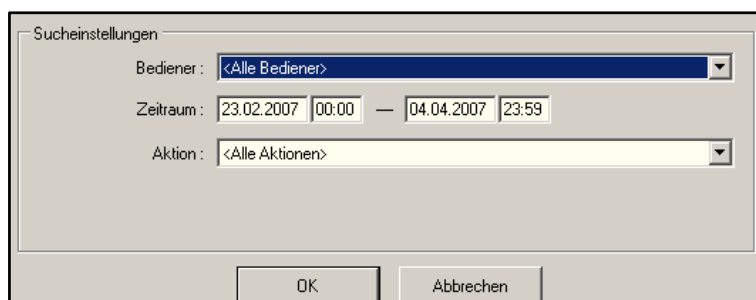 Sucheinstellungen
Bediener : <Alle Bediener>
Zeitraum : 23.02.2007 00:00 — 04.04.2007 23:59
Aktion : <Alle Aktionen>
OK Abbrechen